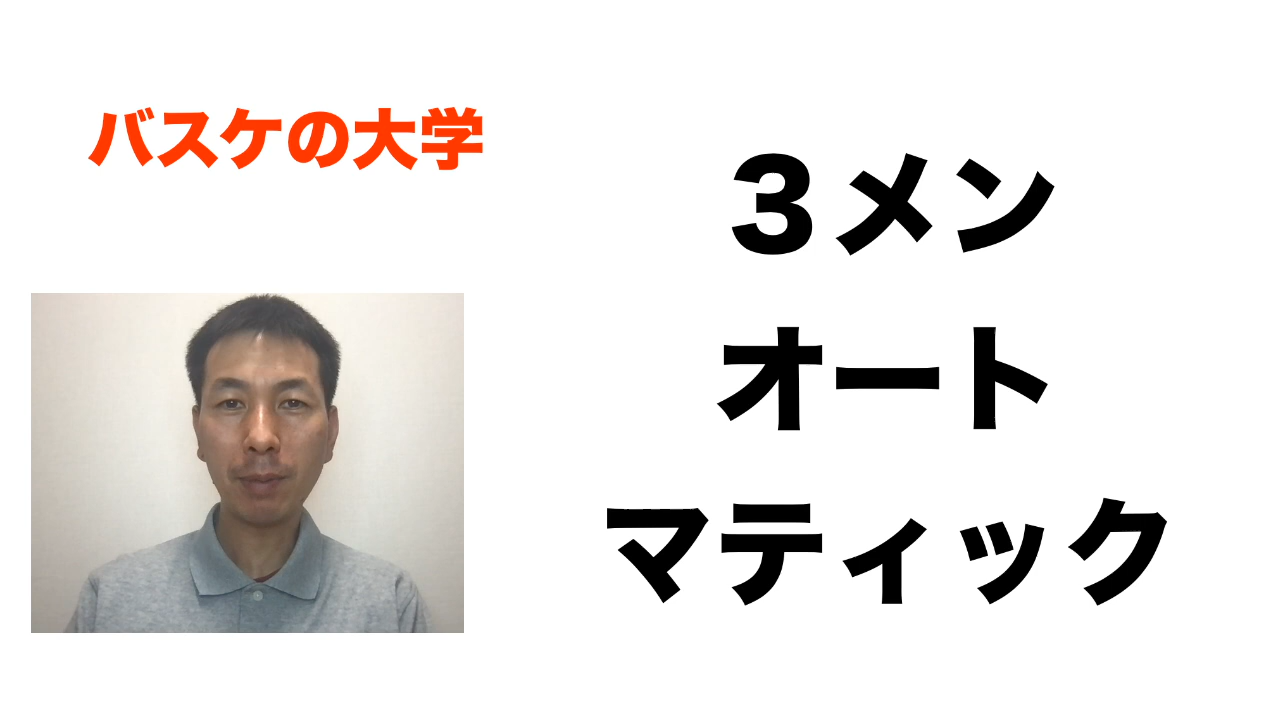 バスケの大学
３メン
オート
マティック